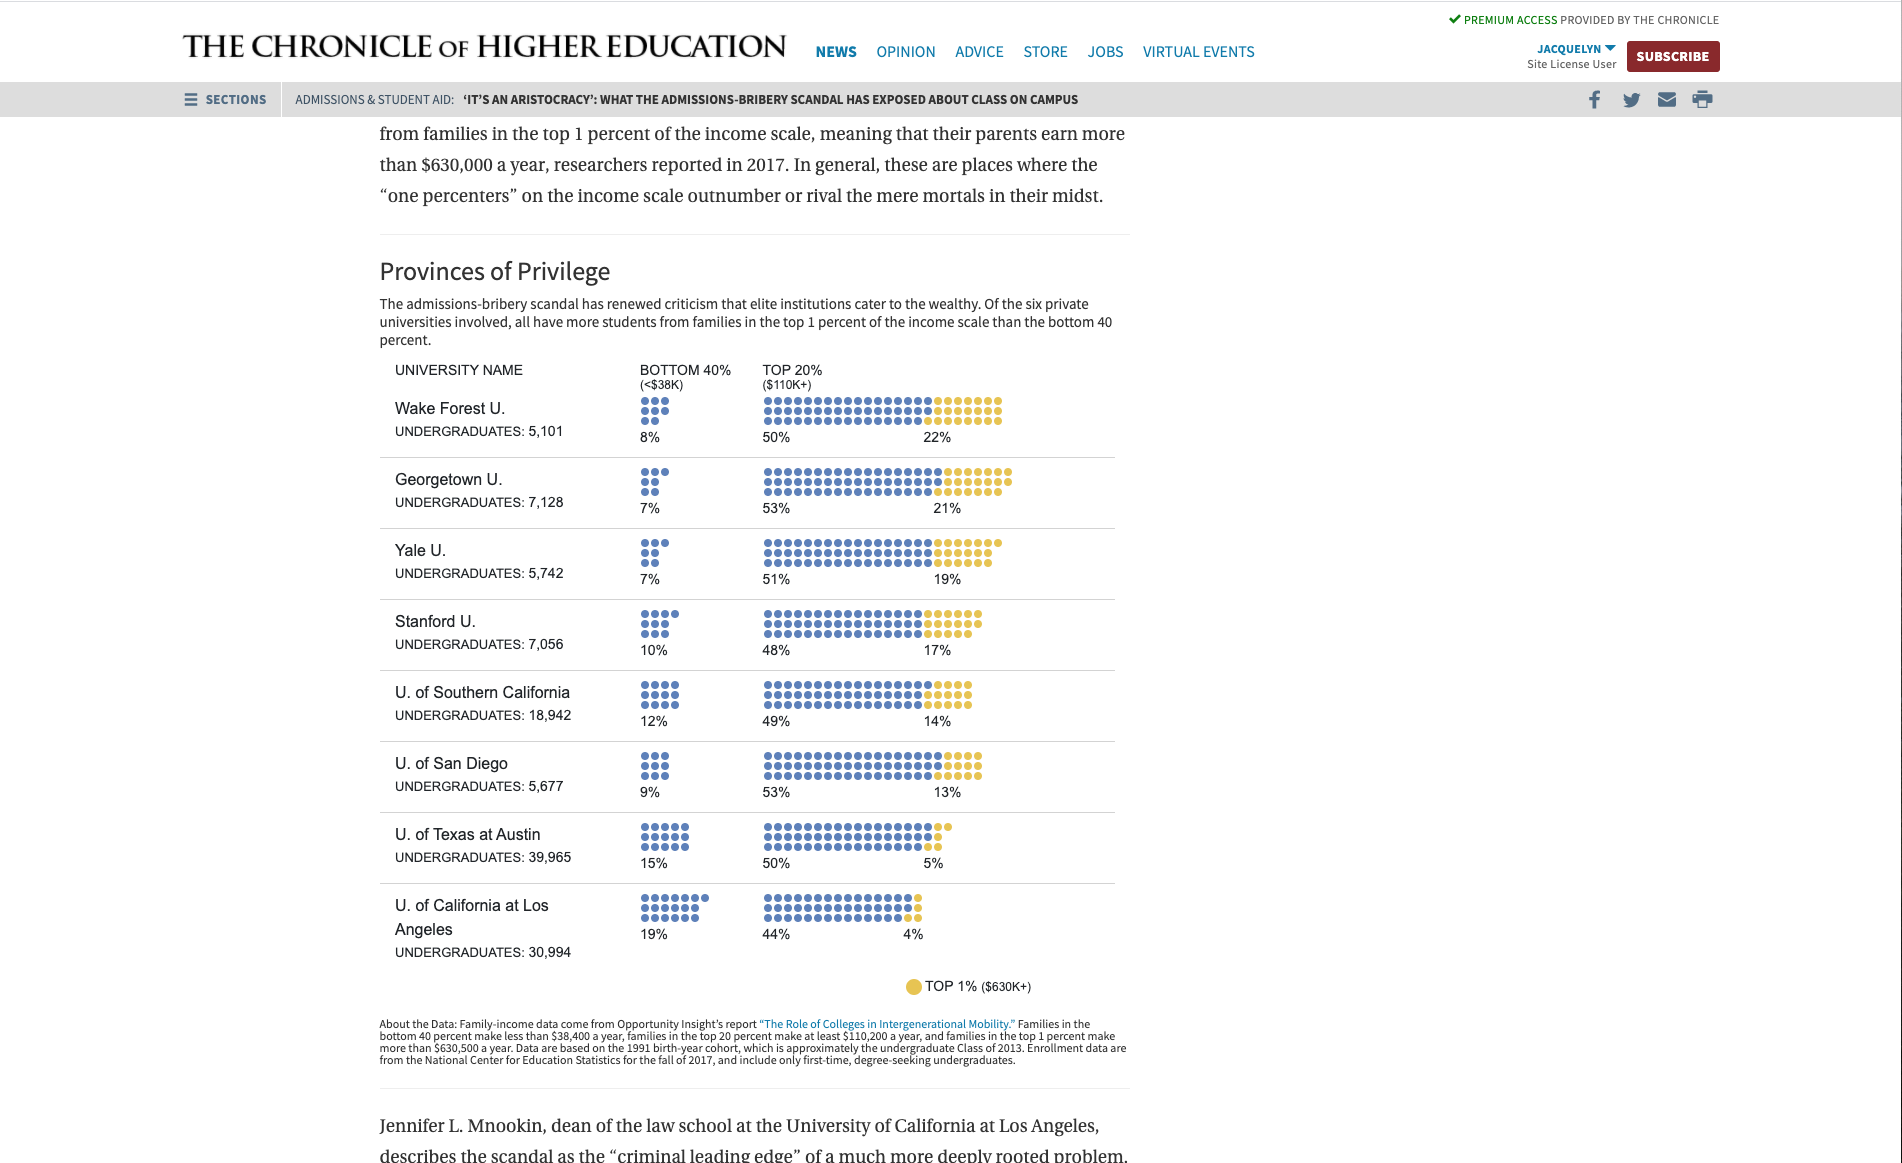 PREMIUM ACCESS PROVIDED BY THE CHRONICLE
THE CHRONICLE OF HIGHER EDUCATION
NEWS OPINION ADVICE STORE JOBS VIRTUAL EVENTS
JACQUELYN
Site License User
SUBSCRIBE
SECTIONS
ADMISSIONS & STUDENT AID: ‘IT’S AN ARISTOCRACY’: WHAT THE ADMISSIONS-BRIBERY SCANDAL HAS EXPOSED ABOUT CLASS ON CAMPUS
from families in the top 1 percent of the income scale, meaning that their parents earn more
than $630,000 a year, researchers reported in 2017. In general, these are places where the
“one percenters” on the income scale outnumber or rival the mere mortals in their midst.
Provinces of Privilege
The admissions-bribery scandal has renewed criticism that elite institutions cater to the wealthy. Of the six private
universities involved, all have more students from families in the top 1 percent of the income scale than the bottom 40
percent.
UNIVERSITY NAME BOTTOM 40% TOP 20%
(<$38K) ($110K+)
Wake Forest U.
UNDERGRADUATES: 5,101
8% 50% 22%
Georgetown U.
UNDERGRADUATES: 7,128
7% 53% 21%
Yale U.
UNDERGRADUATES: 5,742
7% 51% 19%
Stanford U.
UNDERGRADUATES: 7,056
10% 48% 17%
U. of Southern California
UNDERGRADUATES: 18,942
12% 49% 14%
U. of San Diego
UNDERGRADUATES: 5,677
9% 53% 13%
U. of Texas at Austin
UNDERGRADUATES: 39,965
15% 50% 5%
U. of California at Los
Angeles
19% 44% 4%
UNDERGRADUATES: 30,994
TOP 1% ($630K+)
About the Data: Family-income data come from Opportunity Insight’s report “The Role of Colleges in Intergenerational Mobility.” Families in the
bottom 40 percent make less than $38,400 a year, families in the top 20 percent make at least $110,200 a year, and families in the top 1 percent make
more than $630,500 a year. Data are based on the 1991 birth-year cohort, which is approximately the undergraduate Class of 2013. Enrollment data are
from the National Center for Education Statistics for the fall of 2017, and include only first-time, degree-seeking undergraduates.
Jennifer L. Mnookin, dean of the law school at the University of California at Los Angeles,
describes the scandal as the “criminal leading edge” of a much more deeply rooted problem.